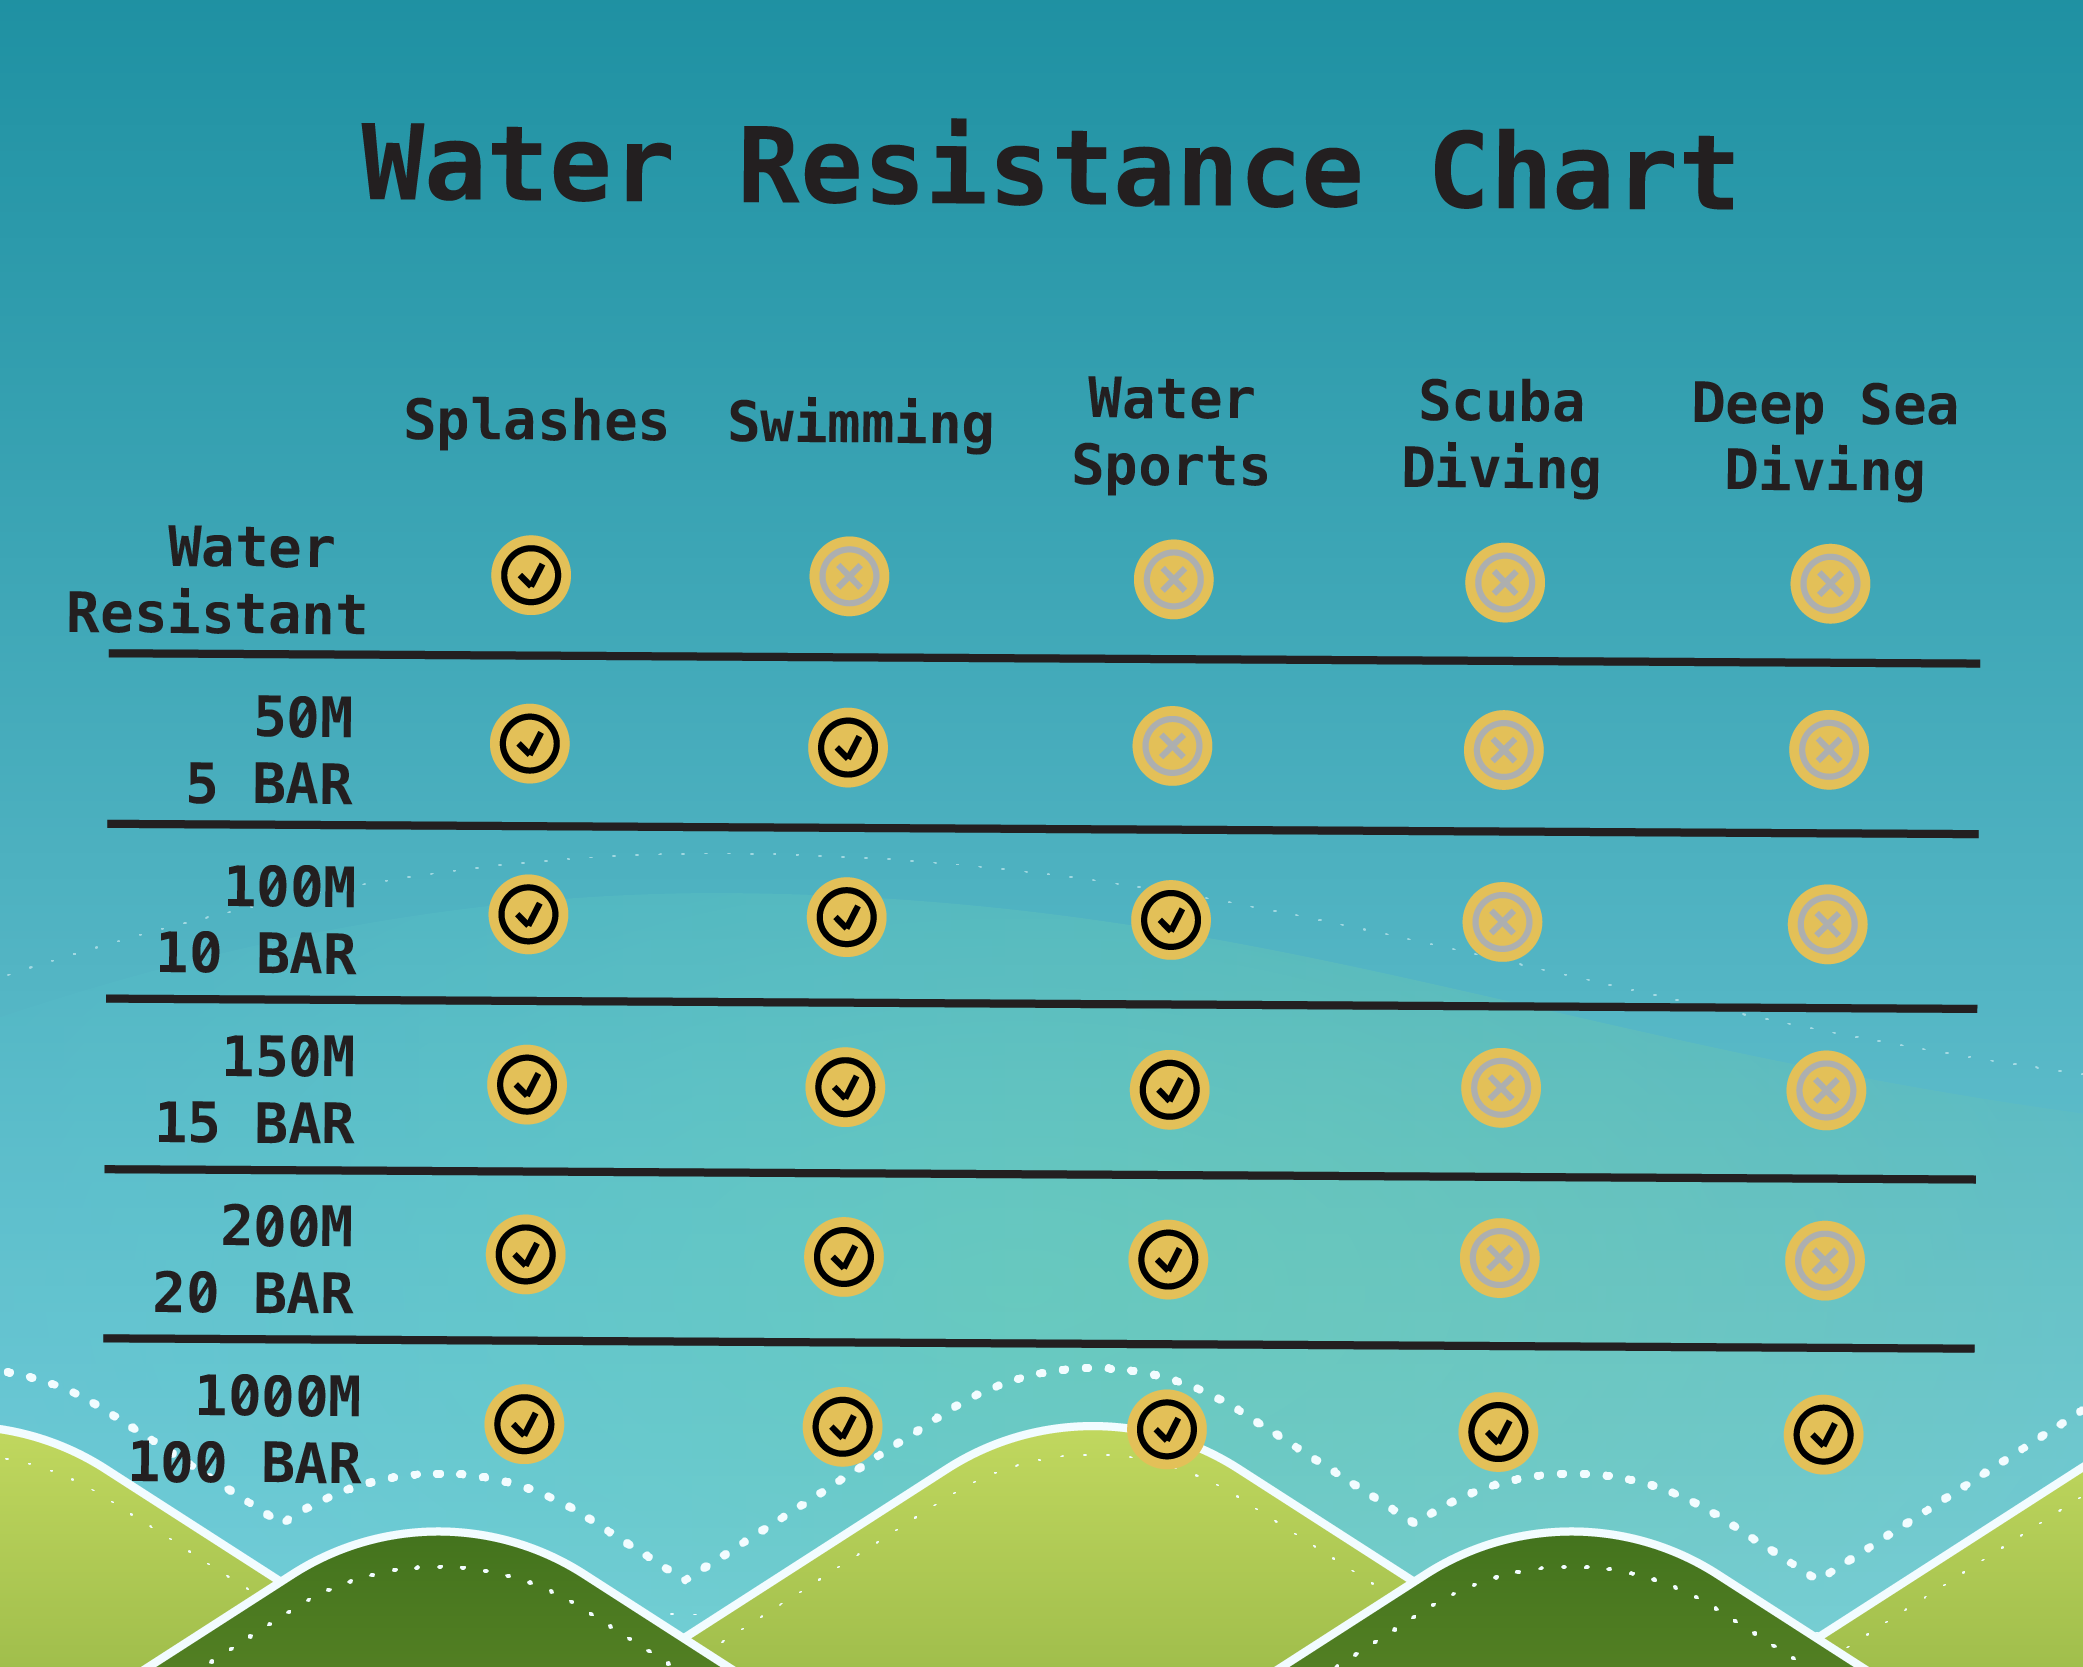 Water Resistance Chart
Splashes
Swimming
Water
Sports
Scuba
Diving
Deep Sea
Diving
Water
Resistant
50M
5 BAR
100M
10 BAR
150M
15 BAR
200M
20 BAR
1000M
100 BAR